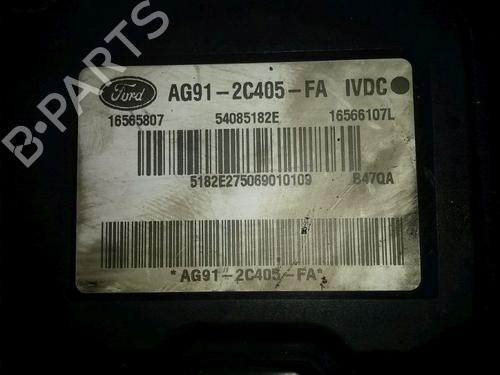 B-PARTS
Ford AG91-2C405-FA IVDC
16565807 54085182E 16566107L
5182E275069010109 B47QA
*AG91-2C405-FA*